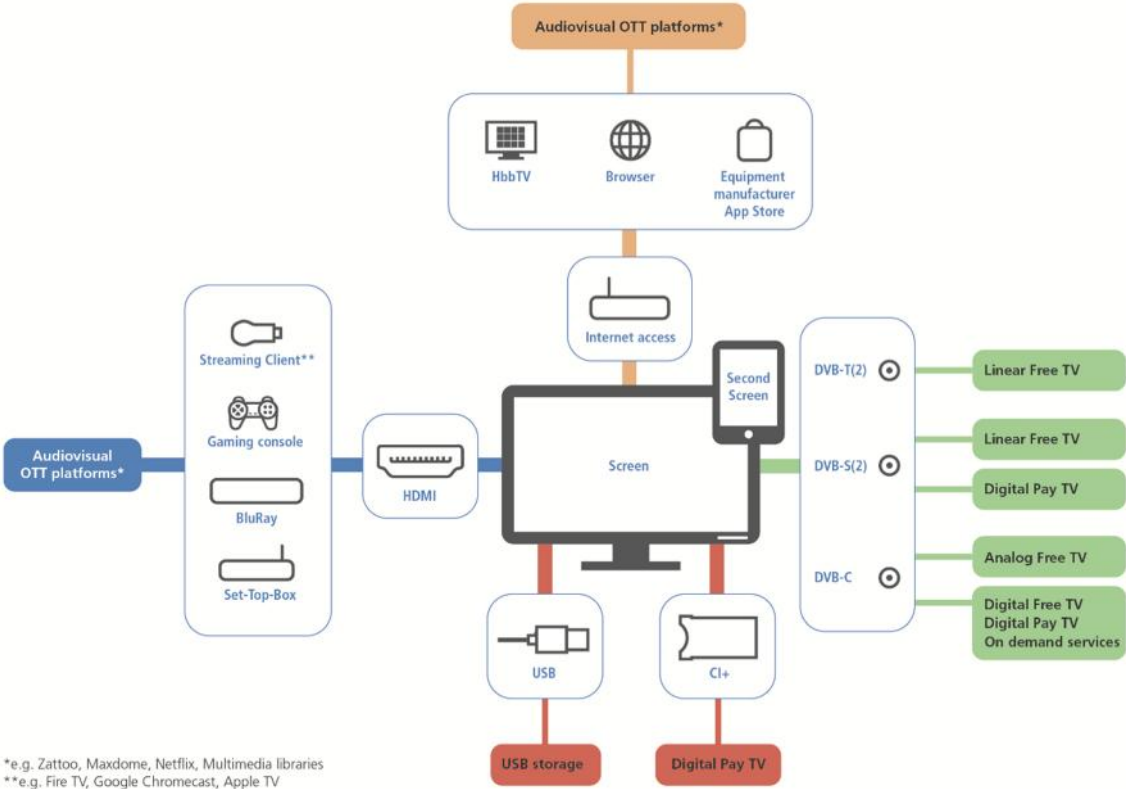 Audiovisual OTT platforms*
HbbTV
Browser
Equipment
manufacturer
App Store
Internet access
Streaming Client**
Gaming console
BluRay
Set-Top-Box
Audiovisual
OTT platforms*
HDMI
Screen
Second
Screen
DVB-T(2)
DVB-S(2)
DVB-C
Linear Free TV
Linear Free TV
Digital Pay TV
Analog Free TV
Digital Free TV
Digital Pay TV
On demand services
USB
CI+
USB storage
Digital Pay TV
*e.g. Zattoo, Maxdome, Netflix, Multimedia libraries
**e.g. Fire TV, Google Chromecast, Apple TV